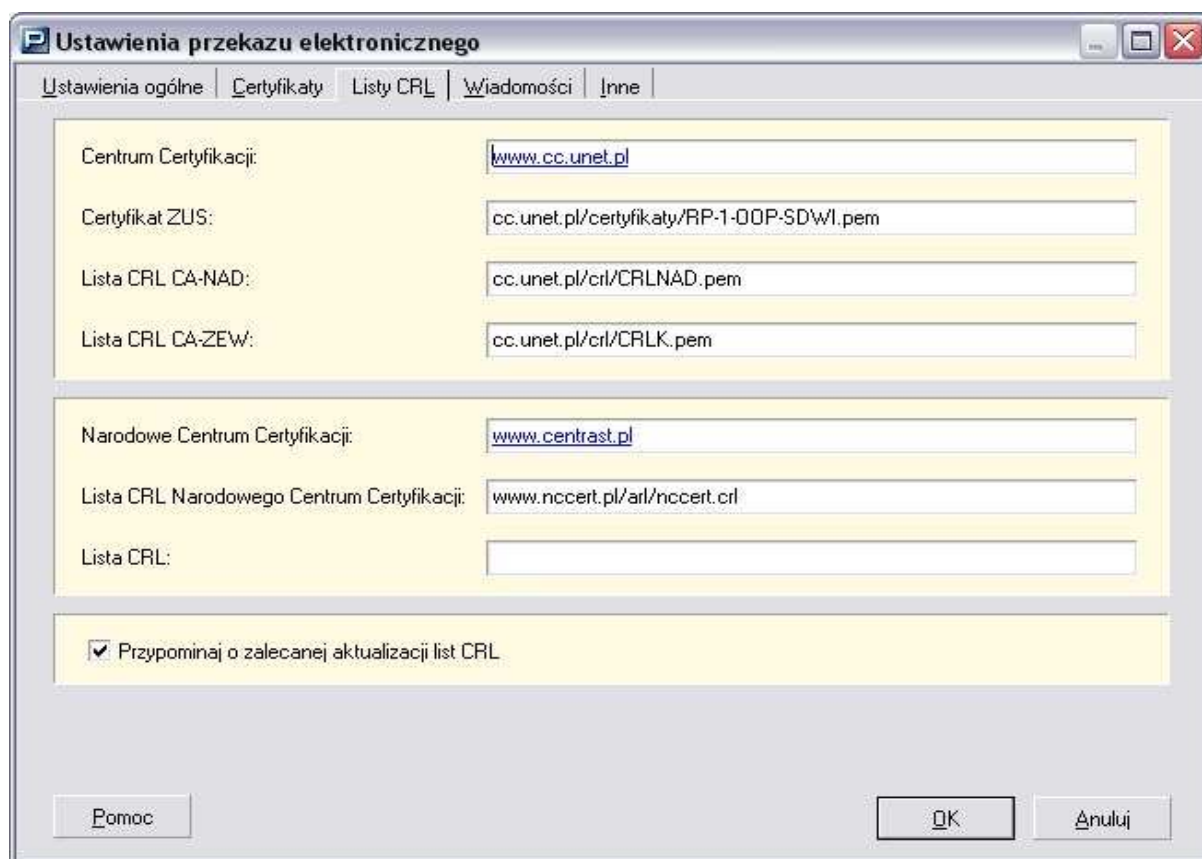 Ustawienia przekazu elektronicznego
Ustawienia ogólne Certyfikaty Listy CRL Wiadomości Inne
Centrum Certyfikacji: www.cc.unet.pl
Certyfikat ZUS: cc.unet.pl/certyfikaty/RP-1-OOP-SDWI.pem
Lista CRL CA-NAD: cc.unet.pl/crl/CRLNAD.pem
Lista CRL CA-ZEW: cc.unet.pl/crl/CRLK.pem
Narodowe Centrum Certyfikacji: www.centrast.pl
Lista CRL Narodowego Centrum Certyfikacji: www.nccert.pl/arl/nccert.crl
Lista CRL:
Przypominaj o zalecanej aktualizacji list CRL
Pomoc OK Anuluj